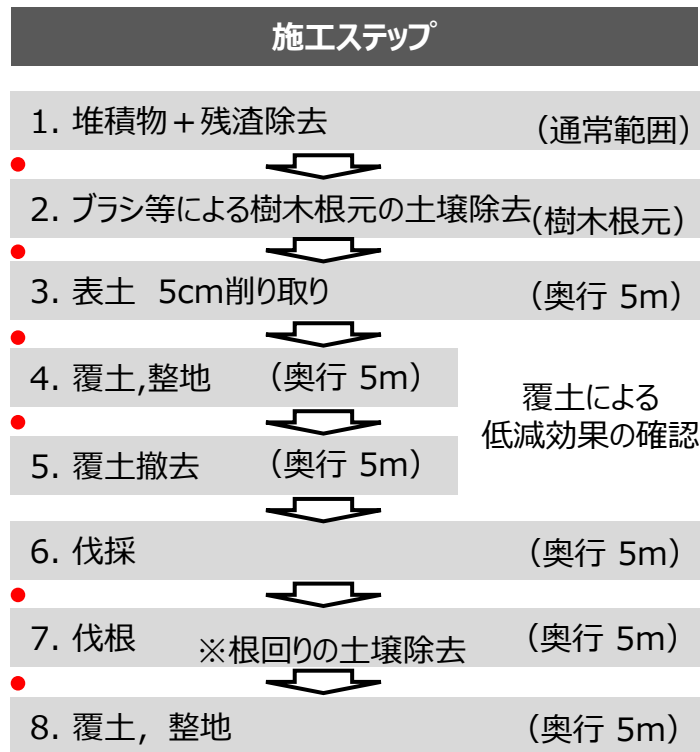 施工ステップ
1. 堆積物＋残渣除去 （通常範囲）
2. ブラシ等による樹木根元の土壌除去（樹木根元）
3. 表土 5cm削り取り （奥行 5m）
4. 覆土,整地 （奥行 5m）
覆土による
低減効果の確認
5. 覆土撤去 （奥行 5m）
6. 伐採 （奥行 5m）
7. 伐根 ※根回りの土壌除去 （奥行 5m）
8. 覆土，整地 （奥行 5m）